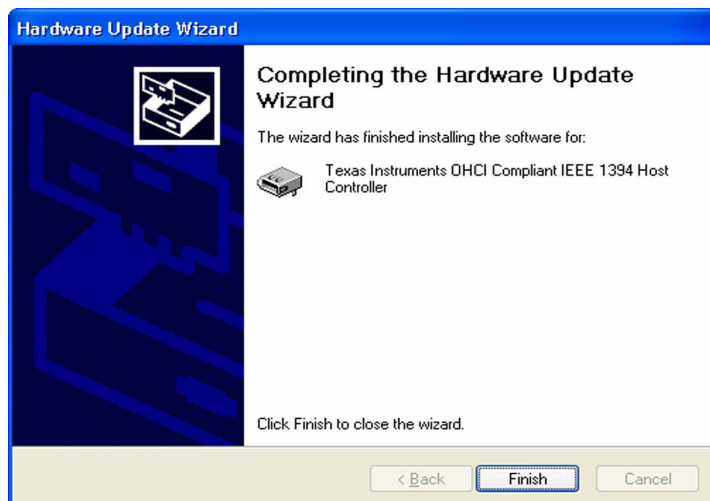 Hardware Update Wizard
Completing the Hardware Update
Wizard
The wizard has finished installing the software for:
Texas Instruments OHCI Compliant IEEE 1394 Host
Controller
Click Finish to close the wizard.
< Back
Finish
Cancel